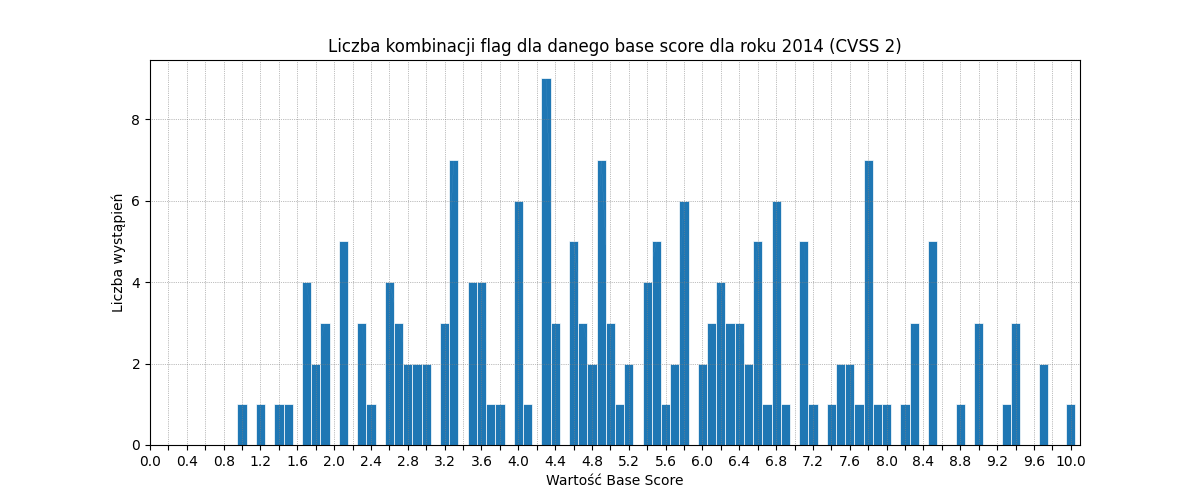 Liczba kombinacji flag dla danego base score dla roku 2014 (CVSS 2)
Liczba wystąpień
8
6
4
2
0
0.0 0.4 0.8 1.2 1.6 2.0 2.4 2.8 3.2 3.6 4.0 4.4 4.8 5.2 5.6 6.0 6.4 6.8 7.2 7.6 8.0 8.4 8.8 9.2 9.6 10.0
Wartość Base Score